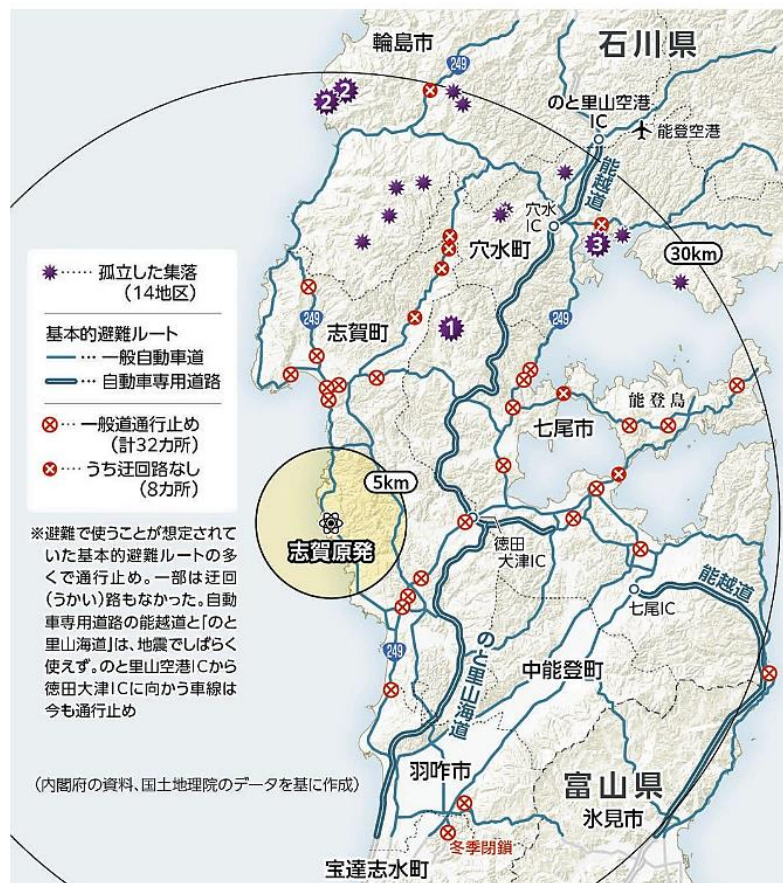 輪島市
249
石川県
2
2
のと里山空港
IC
能登空港
能越道
穴水
IC
穴水町
3
30km
✹…… 孤立した集落
(14地区)
基本的避難ルート
… 一般自動車道
… 自動車専用道路
… 一般道通行止め
(計32カ所)
… うち迂回路なし
(8カ所)
249
志賀町
1
249
能登島
七尾市
5km
志賀原発
徳田
大津IC
七尾IC
能越道
※避難で使うことが想定されて
いた基本的避難ルートの多
くで通行止め。一部は迂回
(うかい)路もなかった。自動
車専用道路の能越道と「のと
里山海道」は、地震でしばらく
使えず。のと里山空港ICから
徳田大津ICに向かう車線は
今も通行止め
249
のと里山海道
中能登町
羽咋市
富山県
氷見市
(内閣府の資料、国土地理院のデータを基に作成)
冬季閉鎖
宝達志水町